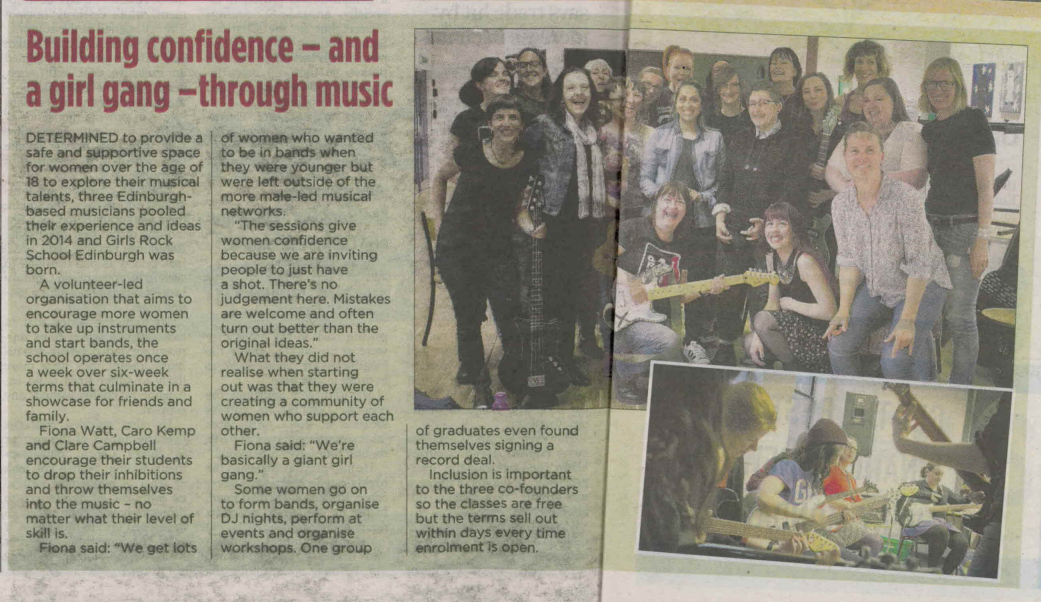 Building confidence – and
a girl gang –through music
DETERMINED to provide a
safe and supportive space
for women over the age of
18 to explore their musical
talents, three Edinburgh-
based musicians pooled
their experience and ideas
in 2014 and Girls Rock
School Edinburgh was
born.
A volunteer-led
organisation that aims to
encourage more women
to take up instruments
and start bands, the
school operates once
a week over six-week
terms that culminate in a
showcase for friends and
family.
Fiona Watt, Caro Kemp
and Clare Campbell
encourage their students
to drop their inhibitions
and throw themselves
into the music – no
matter what their level of
skill is.
Fiona said: “We get lots
of women who wanted
to be in bands when
they were younger but
were left outside of the
more male-led musical
networks.
“The sessions give
women confidence
because we are inviting
people to just have
a shot. There’s no
judgement here. Mistakes
are welcome and often
turn out better than the
original ideas.”
What they did not
realise when starting
out was that they were
creating a community of
women who support each
other.
Fiona said: “We’re
basically a giant girl
gang.”
Some women go on
to form bands, organise
DJ nights, perform at
events and organise
workshops. One group
of graduates even found
themselves signing a
record deal.
Inclusion is important
to the three co-founders
so the classes are free
but the terms sell out
within days every time
enrolment is open.